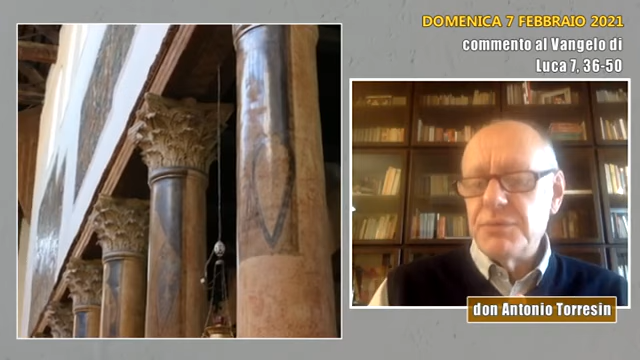 DOMENICA 7 FEBBRAIO 2021
commento al Vangelo di
Luca 7, 36-50
don Antonio Torresin